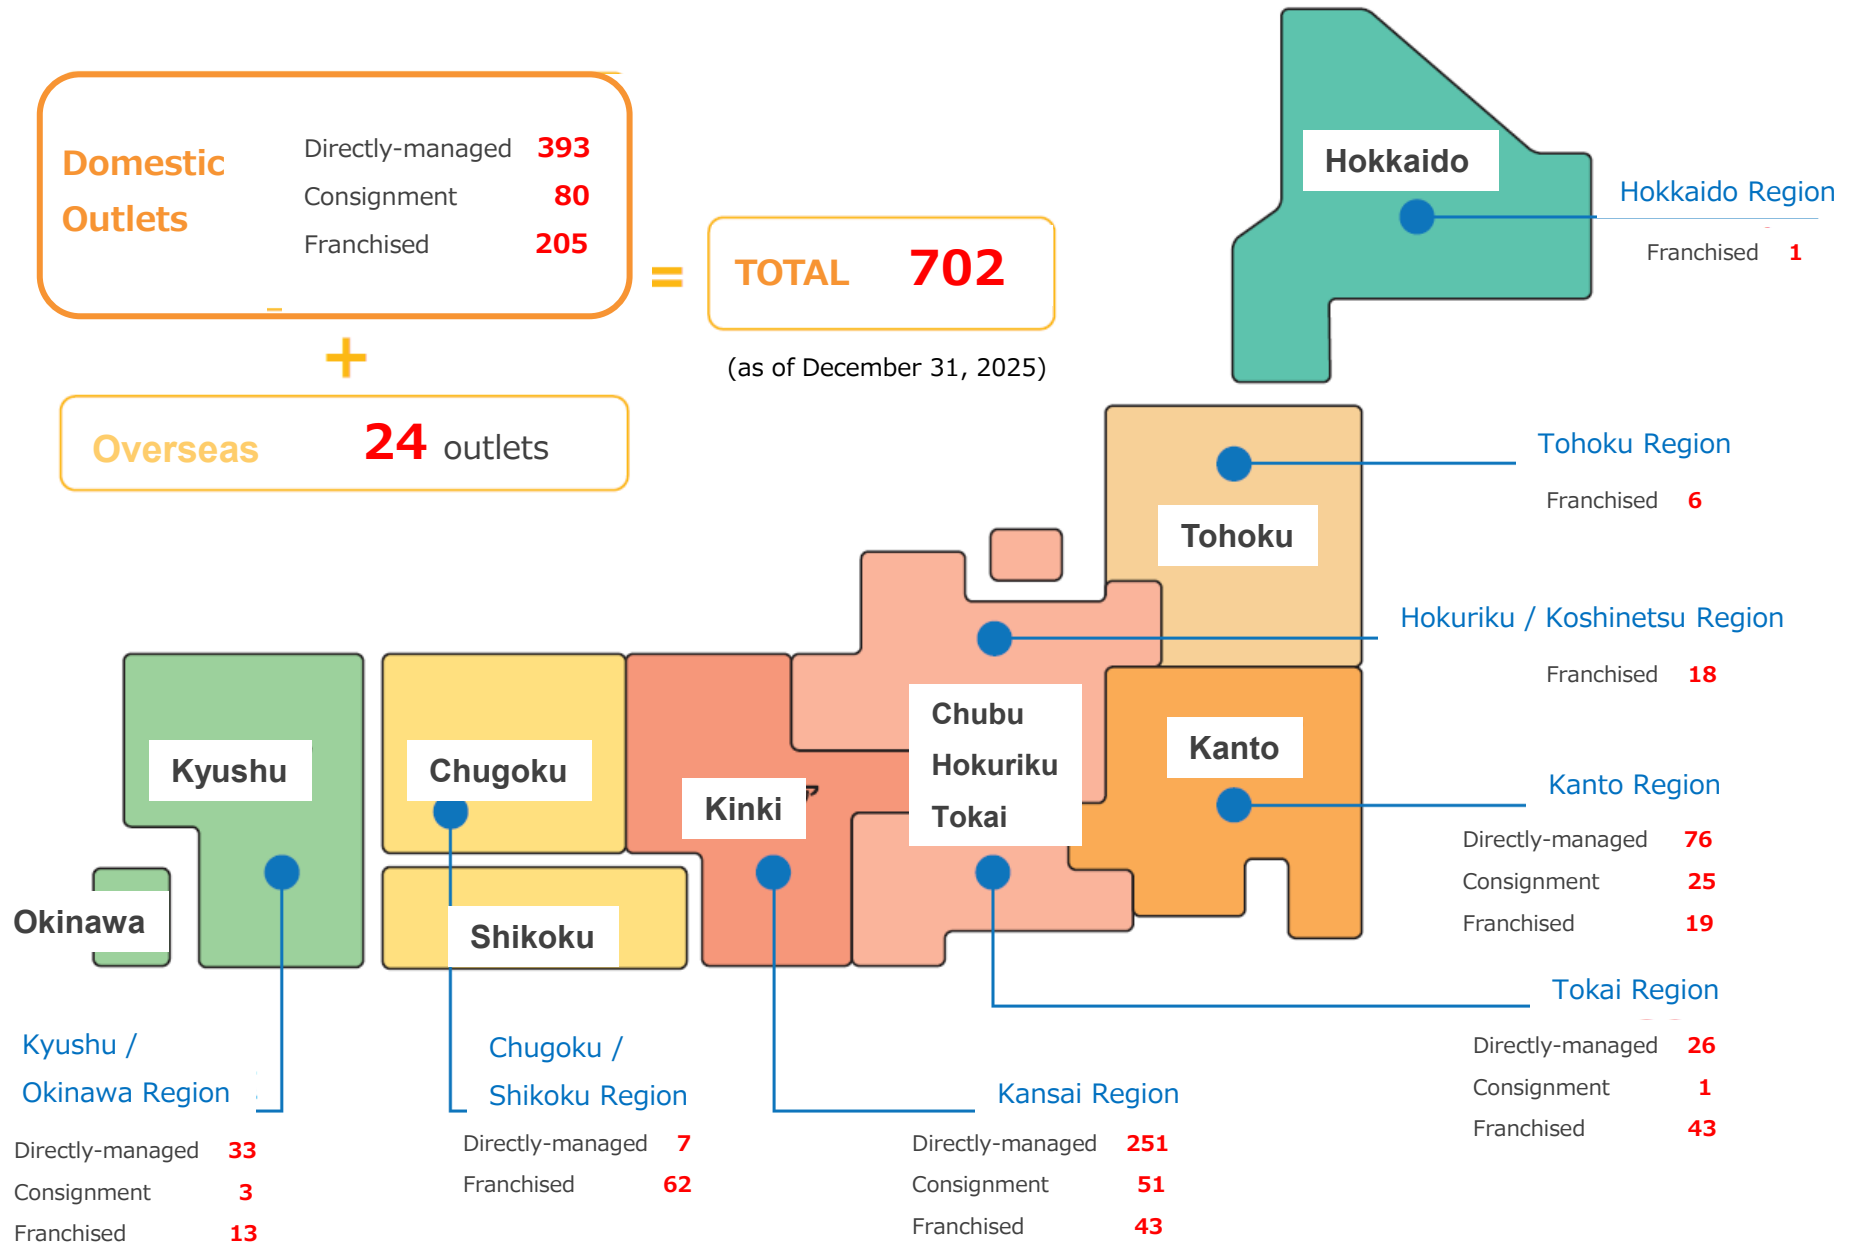 Domestic
Outlets
Directly-managed 393
Consignment 80
Franchised 205
+
Overseas 24 outlets
=
TOTAL 702
(as of December 31, 2025)
Hokkaido
Hokkaido Region
Franchised 1
Tohoku
Tohoku Region
Franchised 6
Hokuriku / Koshinetsu Region
Franchised 18
Chubu
Hokuriku
Tokai
Kanto
Kanto Region
Directly-managed 76
Consignment 25
Franchised 19
Tokai Region
Directly-managed 26
Consignment 1
Franchised 43
Kyushu
Chugoku
Kinki
Okinawa
Shikoku
Kyushu /
Okinawa Region
Directly-managed 33
Consignment 3
Franchised 13
Chugoku /
Shikoku Region
Directly-managed 7
Franchised 62
Kansai Region
Directly-managed 251
Consignment 51
Franchised 43